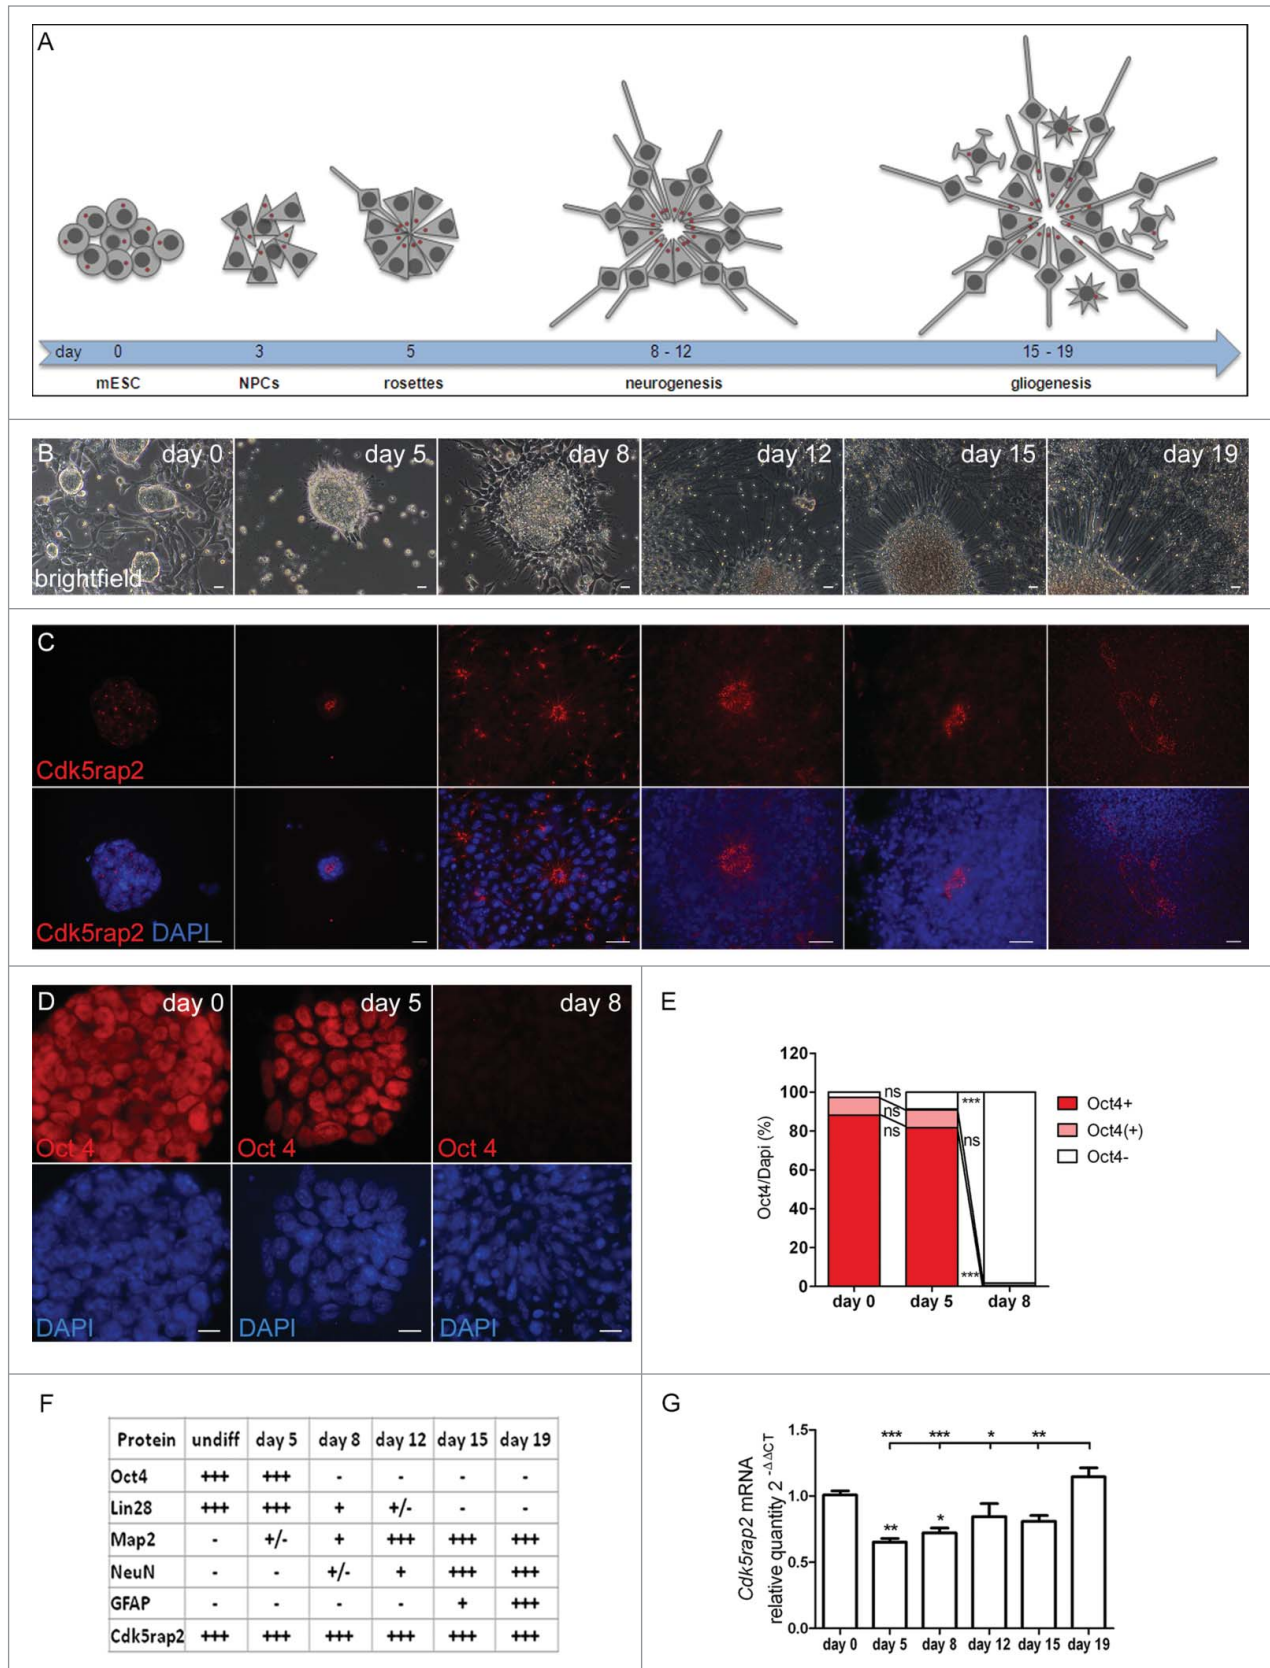 A
day 0 3 5 8 - 12 15 - 19
mESC NPCs rosettes neurogenesis gliogenesis
B day 0 day 5 day 8 day 12 day 15 day 19
brightfield
C
Cdk5rap2
Cdk5rap2 DAPI
D day 0 day 5 day 8
Oct 4 Oct 4 Oct 4
DAPI DAPI DAPI
E
Oct4/Dapi (%)
120
100
80
60
40
20
0
ns
ns
ns
***
ns
***
day 0 day 5 day 8
Oct4+
Oct4(+)
Oct4-
F
Protein undiff day 5 day 8 day 12 day 15 day 19
Oct4 +++ +++ - - - -
Lin28 +++ +++ + +/- - -
Map2 - +/- + +++ +++ +++
NeuN - - +/- + +++ +++
GFAP - - - - + +++
Cdk5rap2 +++ +++ +++ +++ +++ +++
G
Cdk5rap2 mRNA
relative quantity 2 -ΔΔCT
1.5
1.0
0.5
0.0
*** *** * **
** *
day 0 day 5 day 8 day 12 day 15 day 19